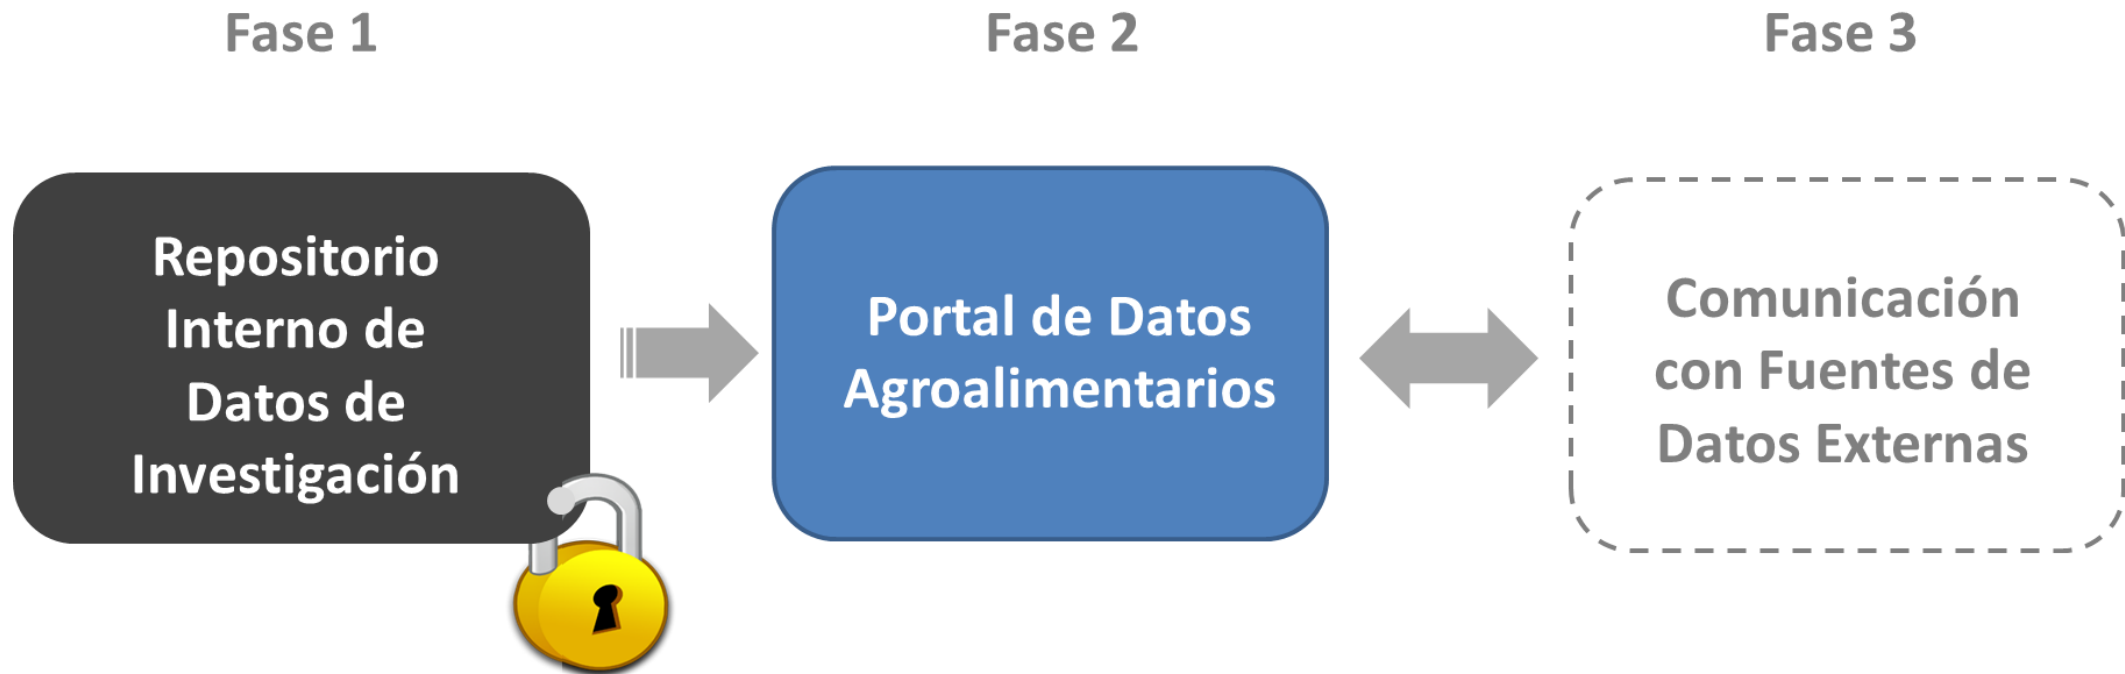 Fase 1
Fase 2
Fase 3
Repositorio
Interno de
Datos de
Investigación
Portal de Datos
Agroalimentarios
Comunicación
con Fuentes de
Datos Externas